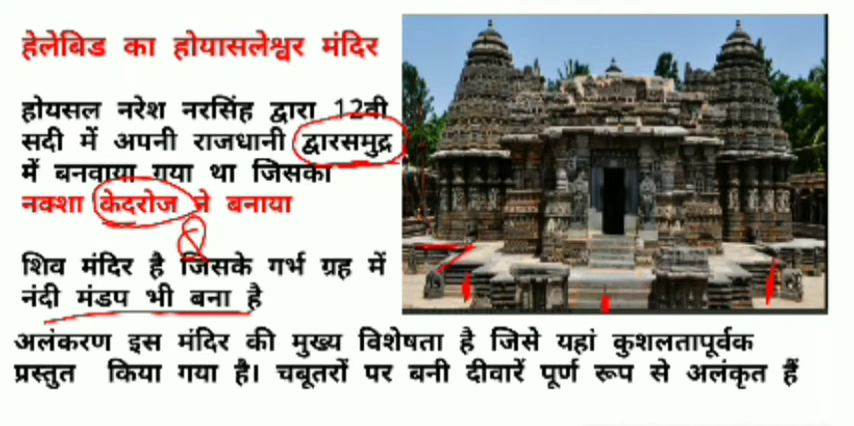 हेलेबिड का होयासलेश्वर मंदिर
होयसल नरेश नरसिंह द्वारा 12वी
सदी में अपनी राजधानी द्वारसमुद्र
में बनवाया गया था जिसका
नक्शा केदरोज ने बनाया
शिव मंदिर है जिसके गर्भ ग्रह में
नंदी मंडप भी बना है
अलंकरण इस मंदिर की मुख्य विशेषता है जिसे यहां कुशलतापूर्वक
प्रस्तुत किया गया है। चबूतरों पर बनी दीवारें पूर्ण रूप से अलंकृत हैं